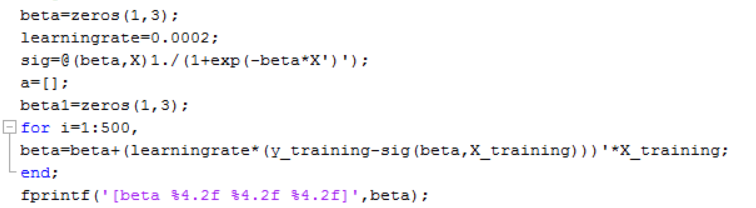 beta=zeros(1,3);
learningrate=0.0002;
sig=@(beta,X)1./(1+exp(-beta*X')');
a=[];
beta1=zeros(1,3);
for i=1:500,
beta=beta+(learningrate*(y_training-sig(beta,X_training)))'*X_training;
end;
fprintf('[beta %4.2f %4.2f %4.2f]',beta);